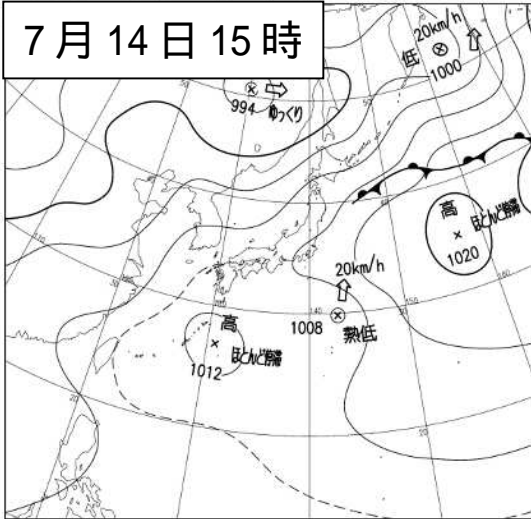 7月14日15時
20km/h
低
1000
994
ゆっくり
高
ほとんど停滞
1020
20km/h
1008
熱低
高
ほとんど停滞
1012
140